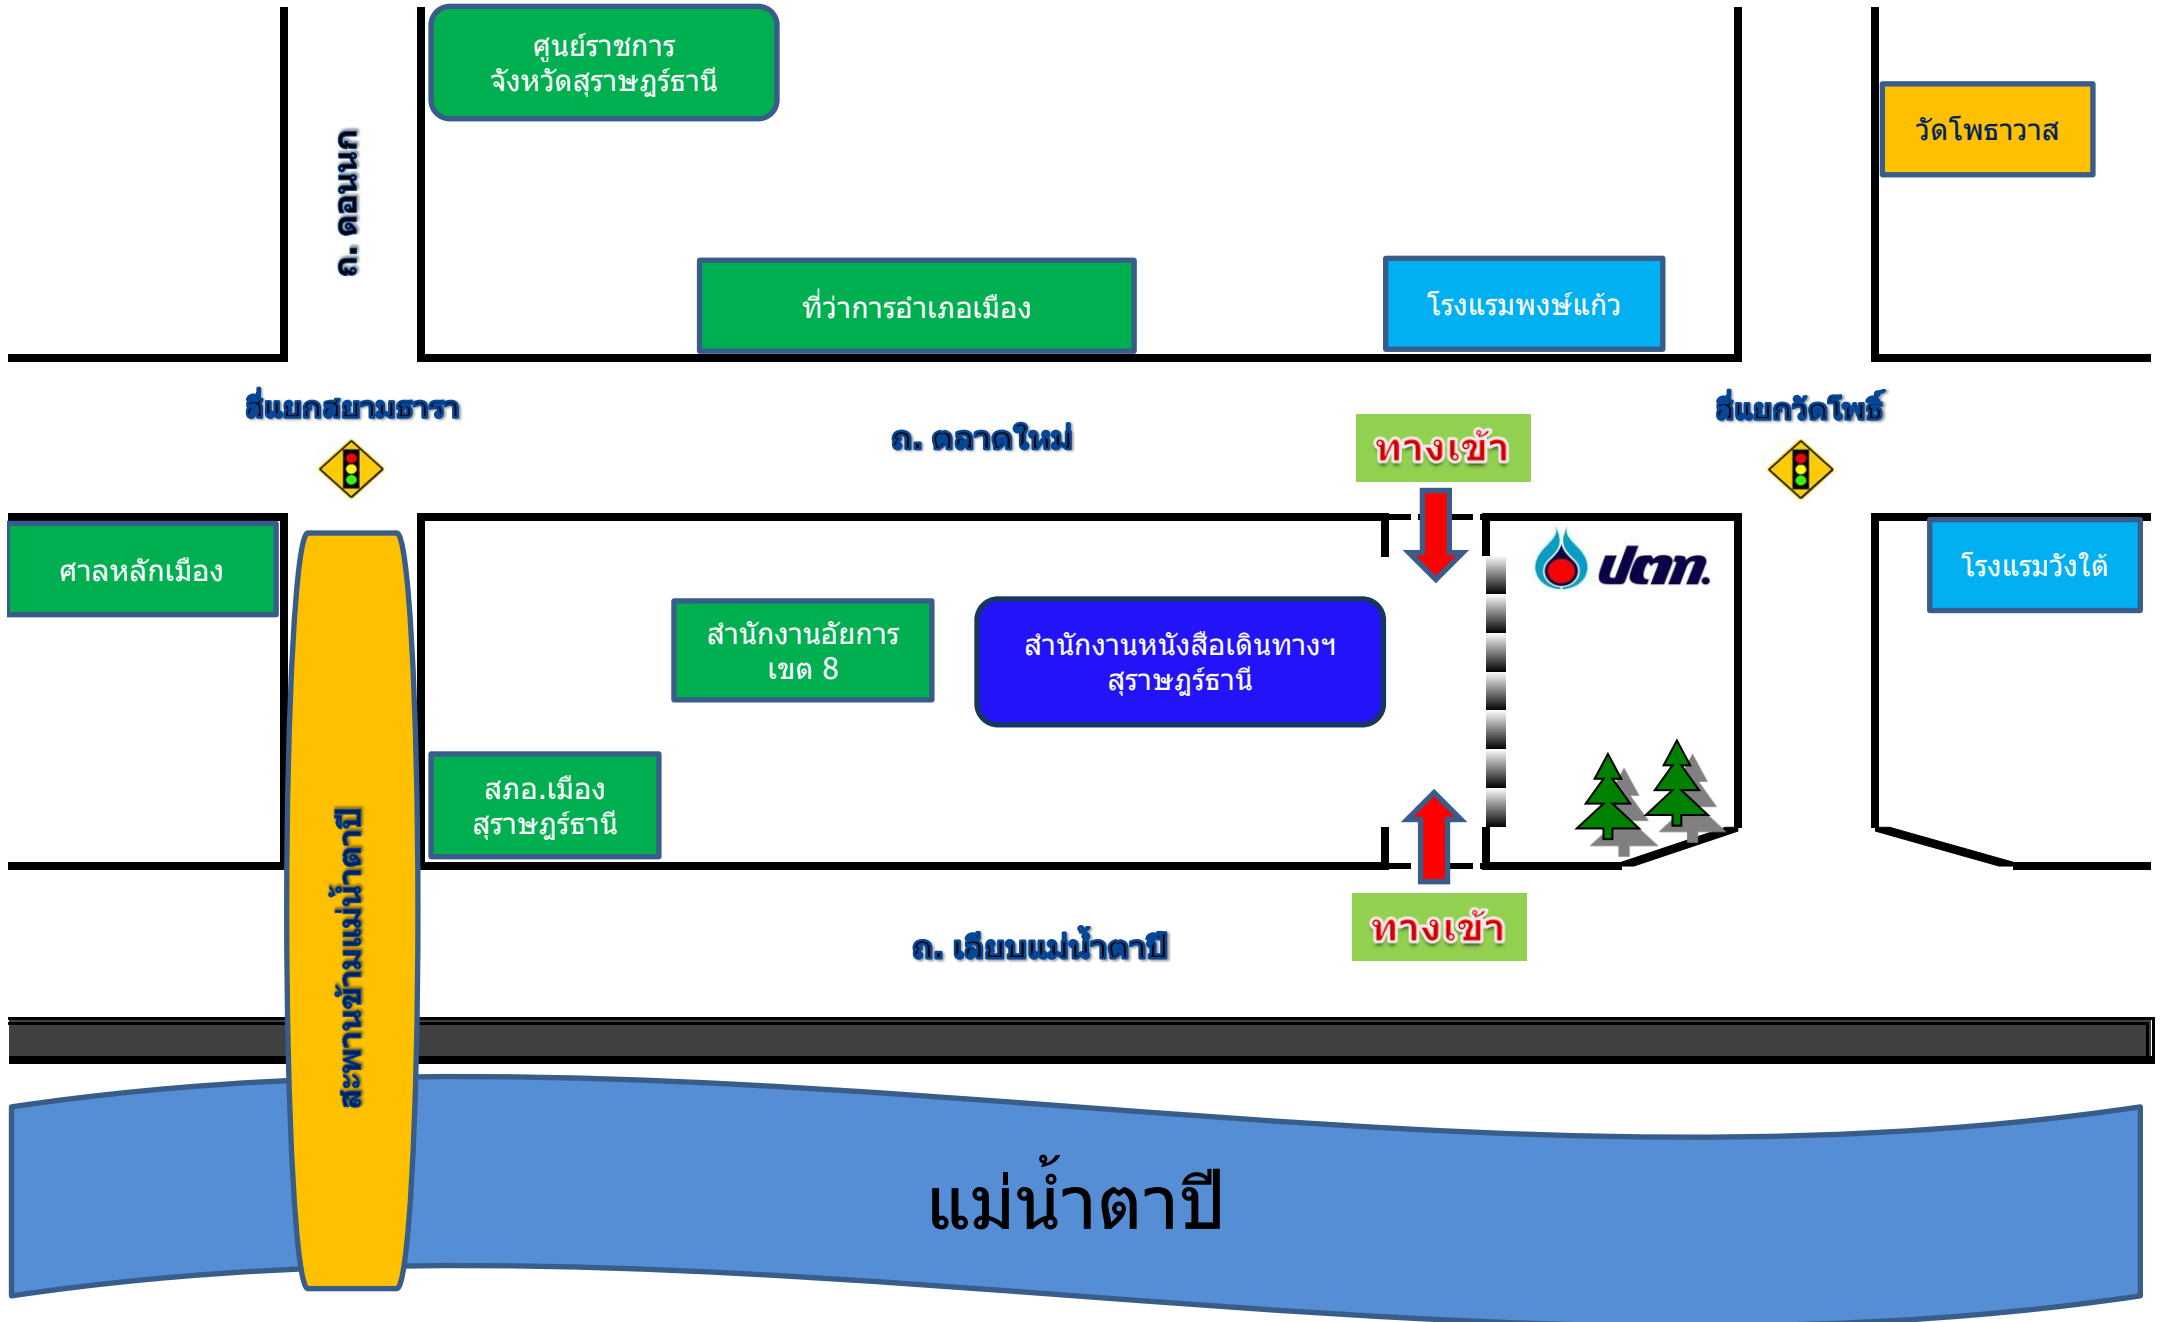 ศูนย์ราชการ
จังหวัดสุราษฎร์ธานี
วัดโพธาวาส
ถ. ดอนนก
ที่ว่าการอำเภอเมือง
โรงแรมพงษ์แก้ว
สี่แยกสยามธารา
ถ. ตลาดใหม่
ทางเข้า
สี่แยกวัดโพธิ์
ศาลหลักเมือง
ปตท.
โรงแรมวังใต้
สำนักงานอัยการ
เขต 8
สำนักงานหนังสือเดินทางฯ
สุราษฎร์ธานี
สภอ.เมือง
สุราษฎร์ธานี
สะพานข้ามแม่น้ำตาปี
ถ. เลียบแม่น้ำตาปี
ทางเข้า
แม่น้ำตาปี